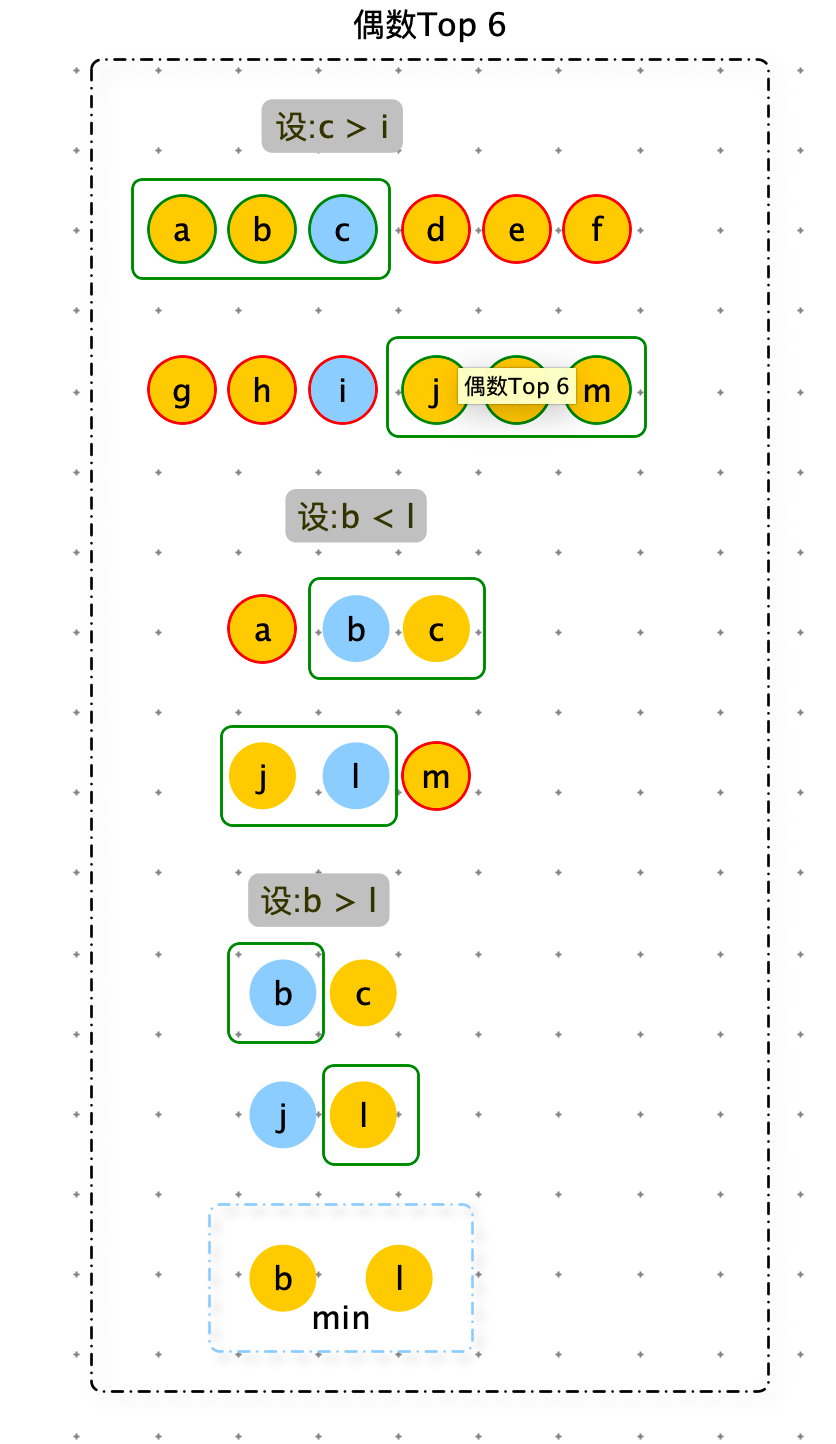 偶数Top 6
设:c > i
a b c d e f
g h i j 偶数Top 6 m
设:b < l
a b c
j l m
设:b > l
b c
j l
b l
min